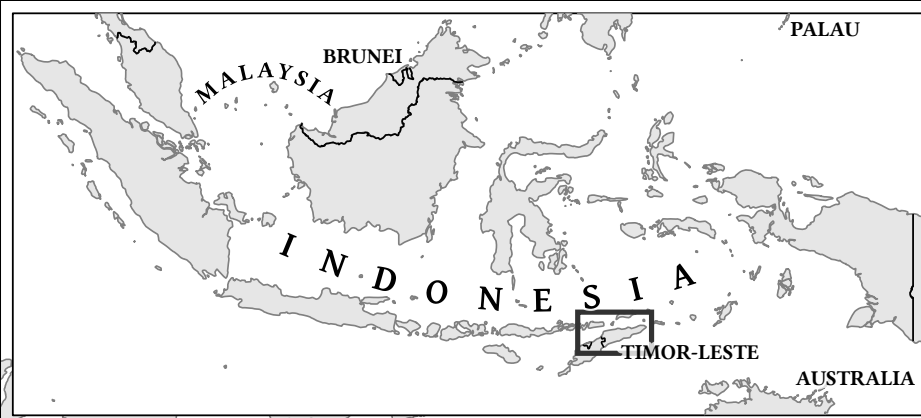 PALAU
BRUNEI
MALAYSIA
INDONESIA
TIMOR-LESTE
AUSTRALIA